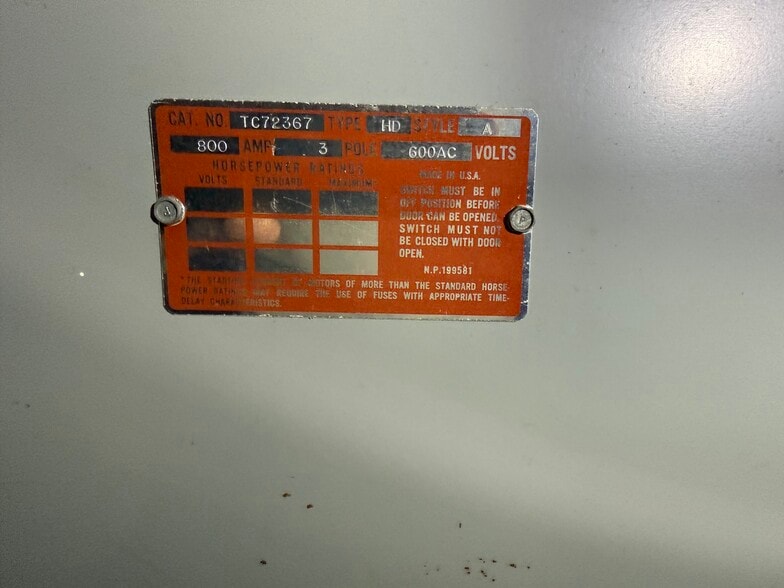 CAT. NO. TC72367 TYPE HD STYLE A
800 AMP 3 POLE 600AC VOLTS
HORSEPOWER RATINGS
VOLTS STANDARD MAXIMUM
MADE IN U.S.A.
SWITCH MUST BE IN
OFF POSITION BEFORE
DOOR CAN BE OPENED.
SWITCH MUST NOT
BE CLOSED WITH DOOR
OPEN.
N.P.199581
*THE STARTING OF MOTORS OF MORE THAN THE STANDARD HORSE-
POWER RATINGS MAY REQUIRE THE USE OF FUSES WITH APPROPRIATE TIME-
DELAY CHARACTERISTICS.